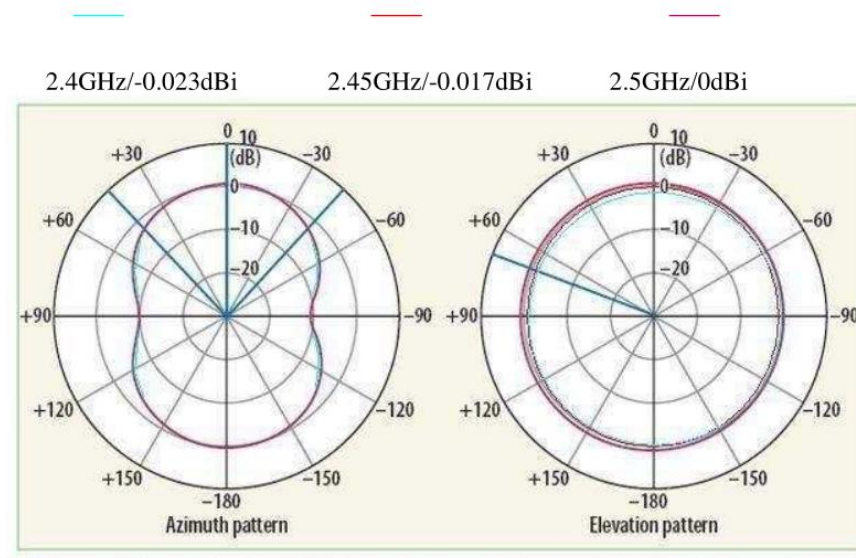 2.4GHz/-0.023dBi 2.45GHz/-0.017dBi 2.5GHz/0dBi
0 10 0 10
+30 (dB) -30 +30 (dB) -30
0 0
+60 -10 -60 +60 -10 -60
-20 -20
+90 -90 +90 -90
+120 -120 +120 -120
+150 -150 +150 -150
-180 -180
Azimuth pattern Elevation pattern